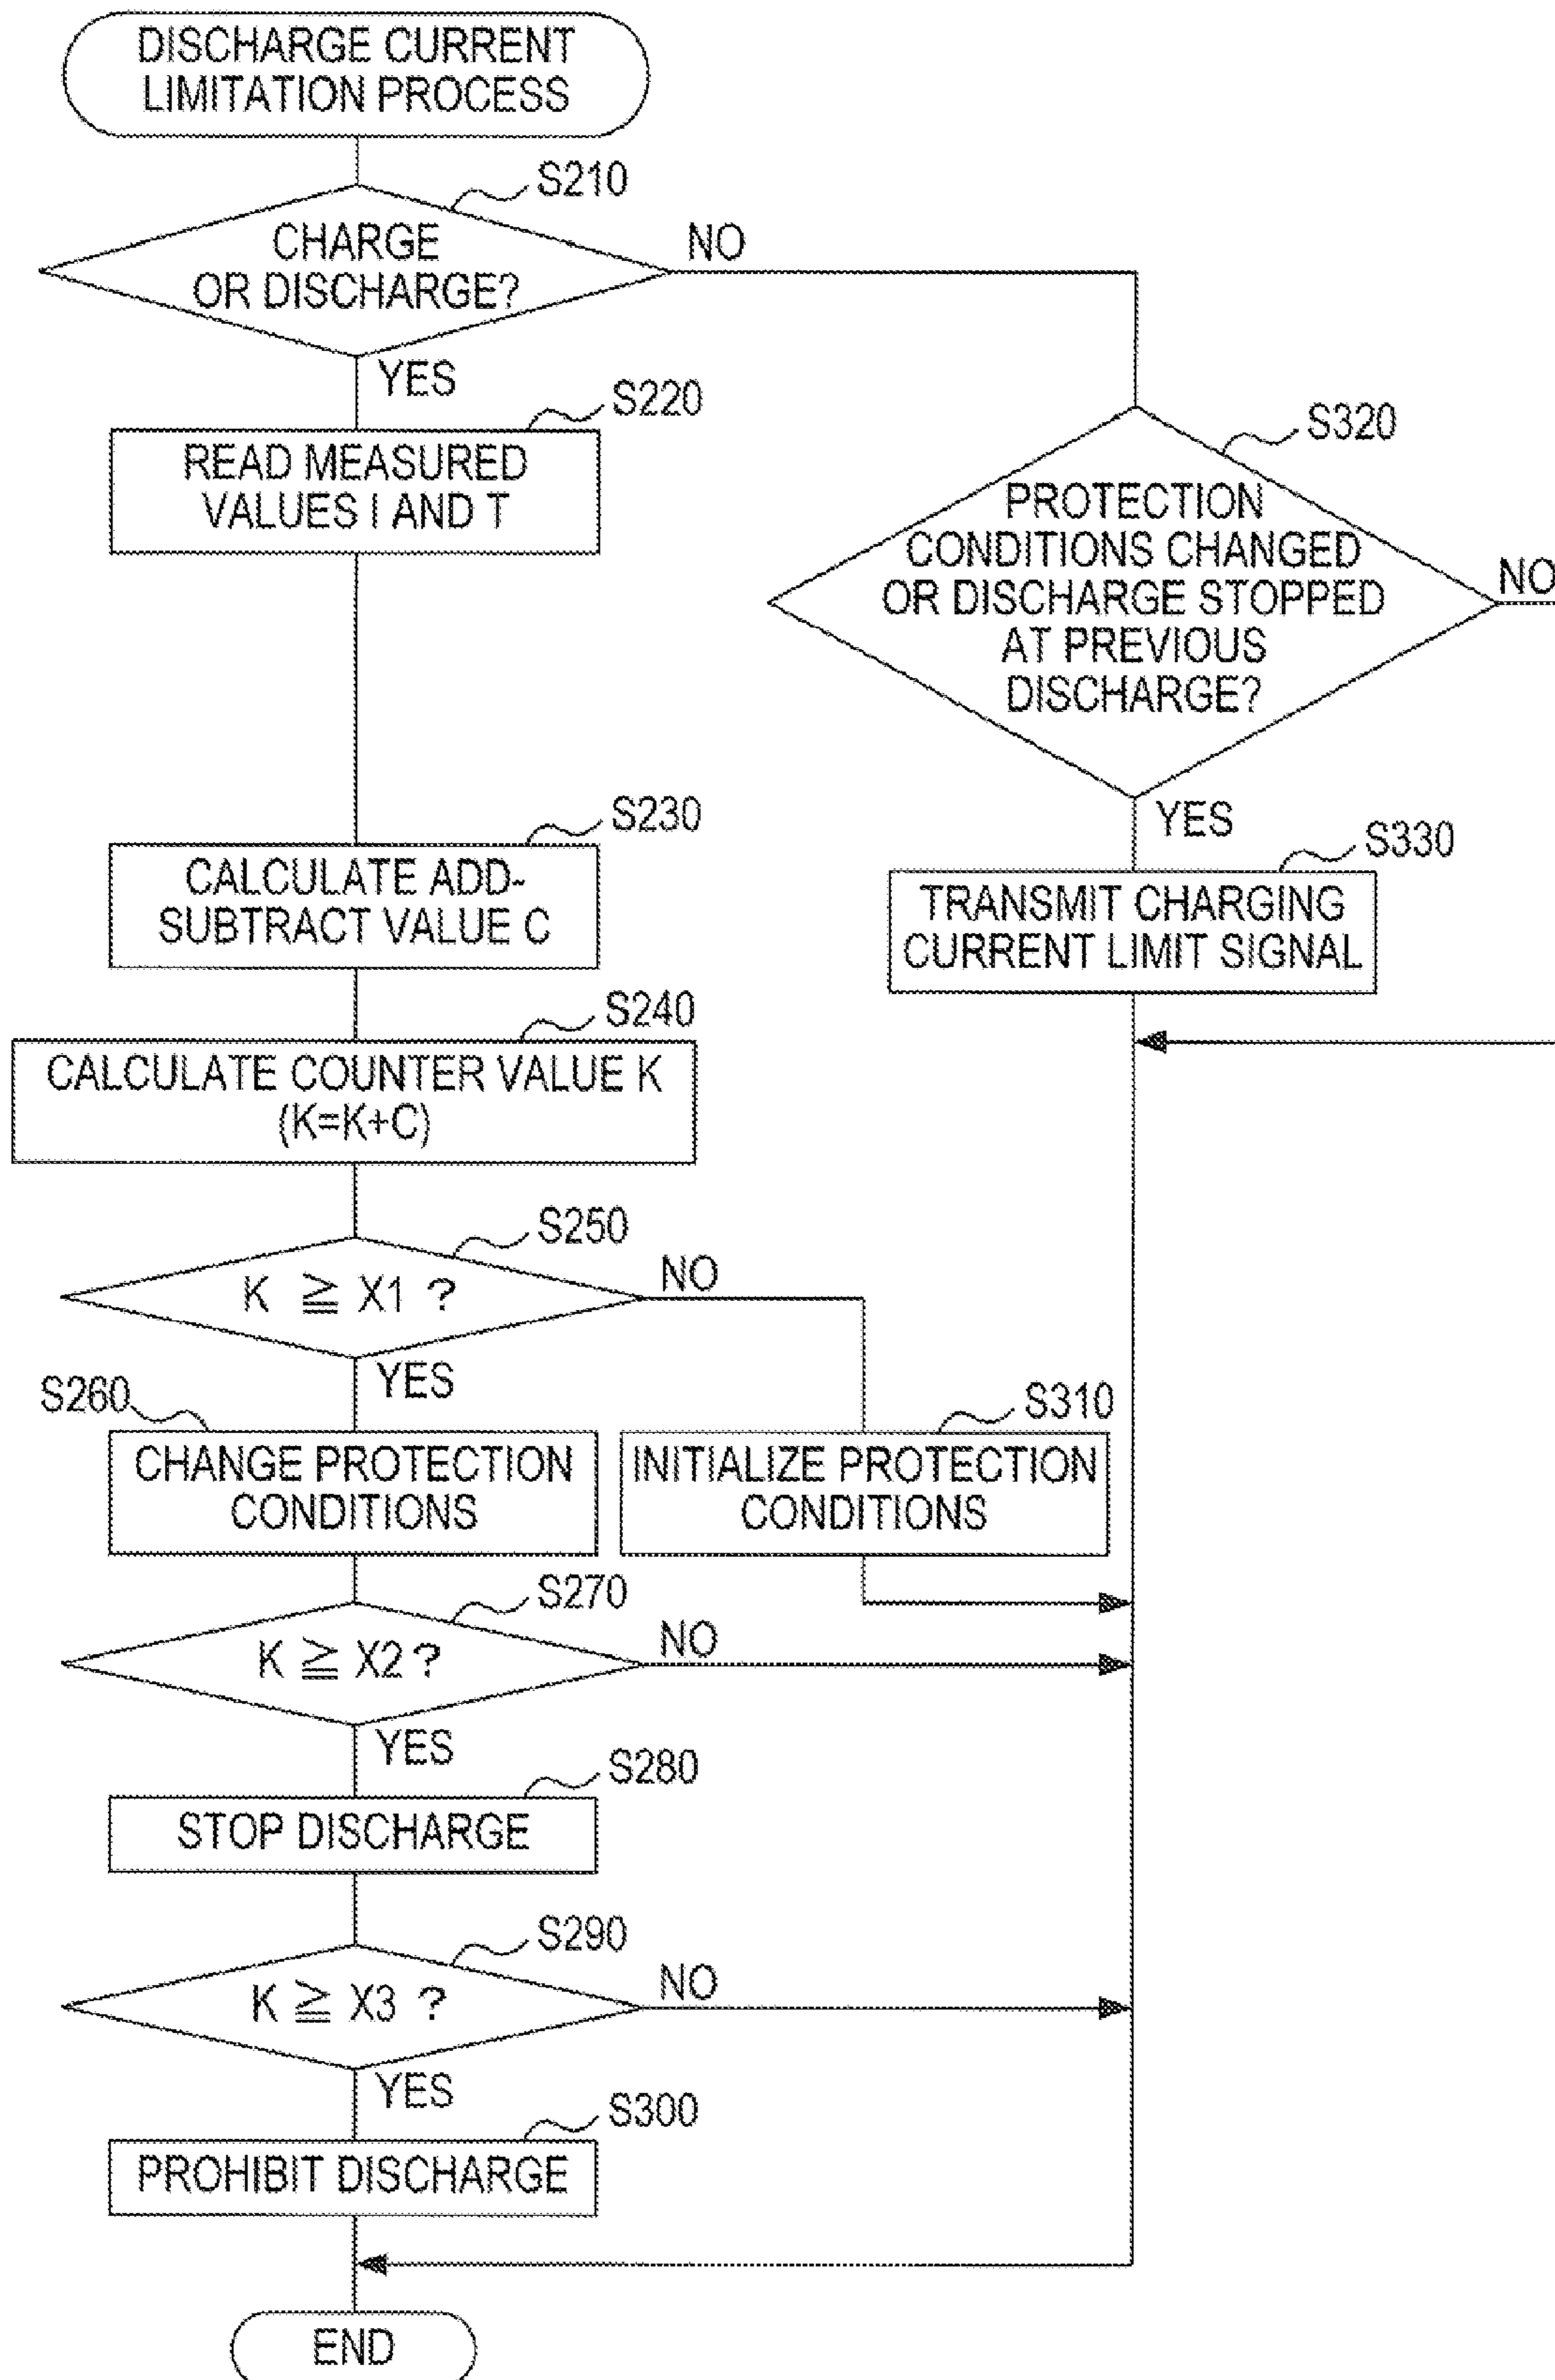 DISCHARGE CURRENT
LIMITATION PROCESS
S210
CHARGE
OR DISCHARGE?
NO
YES
S220
READ MEASURED
VALUES I AND T
S320
PROTECTION
CONDITIONS CHANGED
OR DISCHARGE STOPPED
AT PREVIOUS
DISCHARGE?
NO
YES
S230
CALCULATE ADD-
SUBTRACT VALUE C
S330
TRANSMIT CHARGING
CURRENT LIMIT SIGNAL
S240
CALCULATE COUNTER VALUE K
(K=K+C)
S250
K ≧ X1 ?
NO
YES
S260
CHANGE PROTECTION
CONDITIONS
S310
INITIALIZE PROTECTION
CONDITIONS
S270
K ≧ X2 ?
NO
YES
S280
STOP DISCHARGE
S290
K ≧ X3 ?
NO
YES
S300
PROHIBIT DISCHARGE
END